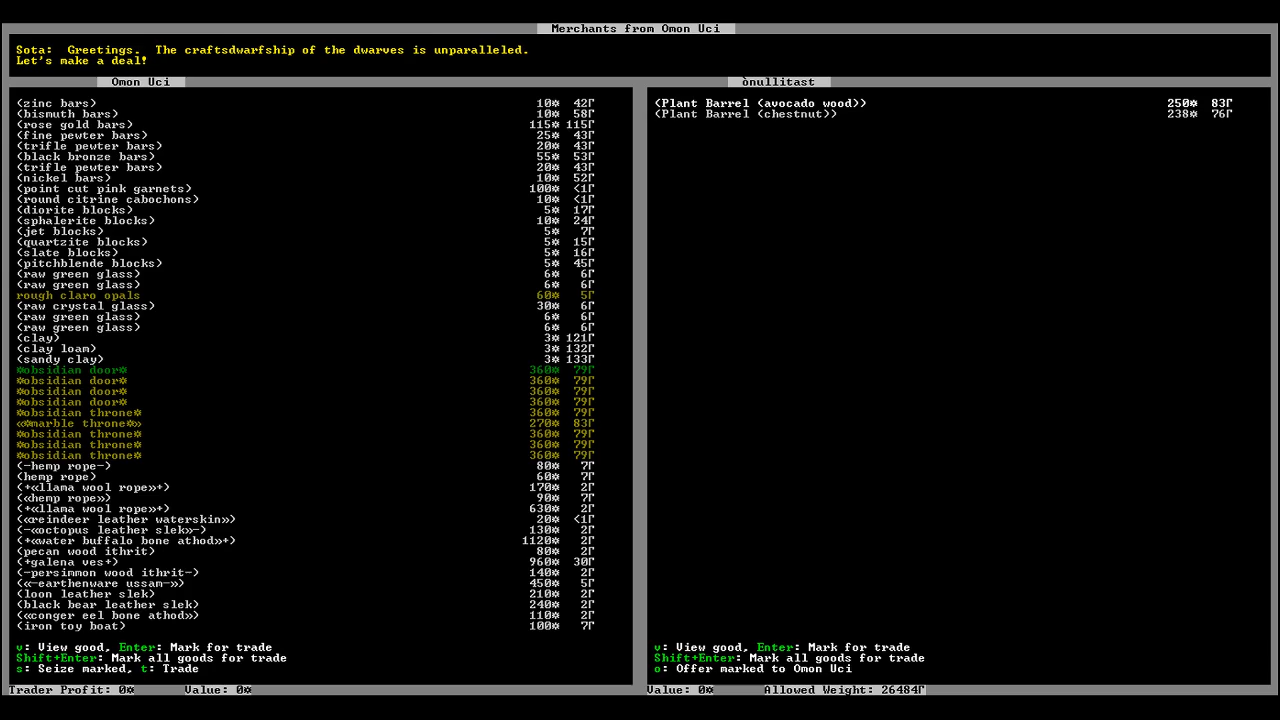 Merchants from Omon Uci
Sota:  Greetings.  The craftsdwarfship of the dwarves is unparalleled.
Let's make a deal!
Omon Uci
(zinc bars) 10☼ 42Γ
(bismuth bars) 10☼ 58Γ
(rose gold bars) 115☼ 115Γ
(fine pewter bars) 25☼ 43Γ
(trifle pewter bars) 20☼ 43Γ
(black bronze bars) 55☼ 53Γ
(trifle pewter bars) 20☼ 43Γ
(nickel bars) 10☼ 52Γ
(point cut pink garnets) 100☼ <1Γ
(round citrine cabochons) 10☼ <1Γ
(diorite blocks) 5☼ 17Γ
(sphalerite blocks) 10☼ 24Γ
(jet blocks) 5☼ 7Γ
(quartzite blocks) 5☼ 15Γ
(slate blocks) 5☼ 16Γ
(pitchblende blocks) 5☼ 45Γ
(raw green glass) 6☼ 6Γ
(raw green glass) 6☼ 6Γ
rough claro opals 60☼ 5Γ
(raw crystal glass) 30☼ 6Γ
(raw green glass) 6☼ 6Γ
(raw green glass) 6☼ 6Γ
(clay) 3☼ 121Γ
(clay loam) 3☼ 132Γ
(sandy clay) 3☼ 133Γ
☼obsidian door☼ 360☼ 79Γ
☼obsidian door☼ 360☼ 79Γ
☼obsidian door☼ 360☼ 79Γ
☼obsidian door☼ 360☼ 79Γ
☼obsidian throne☼ 360☼ 79Γ
«☼marble throne☼» 270☼ 83Γ
☼obsidian throne☼ 360☼ 79Γ
☼obsidian throne☼ 360☼ 79Γ
☼obsidian throne☼ 360☼ 79Γ
(-hemp rope-) 80☼ 7Γ
(hemp rope) 60☼ 7Γ
(+«llama wool rope»+) 170☼ 2Γ
(«hemp rope») 90☼ 7Γ
(+«llama wool rope»+) 630☼ 2Γ
(«reindeer leather waterskin») 20☼ <1Γ
(-«octopus leather slek»-) 130☼ 2Γ
(+«water buffalo bone athod»+) 1120☼ 2Γ
(pecan wood ithrit) 80☼ 2Γ
(+galena ves+) 960☼ 30Γ
(-persimmon wood ithrit-) 140☼ 2Γ
(«-earthenware ussam-») 450☼ 5Γ
(loon leather slek) 210☼ 2Γ
(black bear leather slek) 240☼ 2Γ
(«conger eel bone athod») 110☼ 2Γ
(iron toy boat) 100☼ 7Γ
v: View good, Enter: Mark for trade
Shift+Enter: Mark all goods for trade
s: Seize marked, t: Trade
Trader Profit: 0☼ Value: 0☼
ònullitast
(Plant Barrel (avocado wood)) 250☼ 83Γ
(Plant Barrel (chestnut)) 238☼ 76Γ
v: View good, Enter: Mark for trade
Shift+Enter: Mark all goods for trade
o: Offer marked to Omon Uci
Value: 0☼ Allowed Weight: 26484Γ